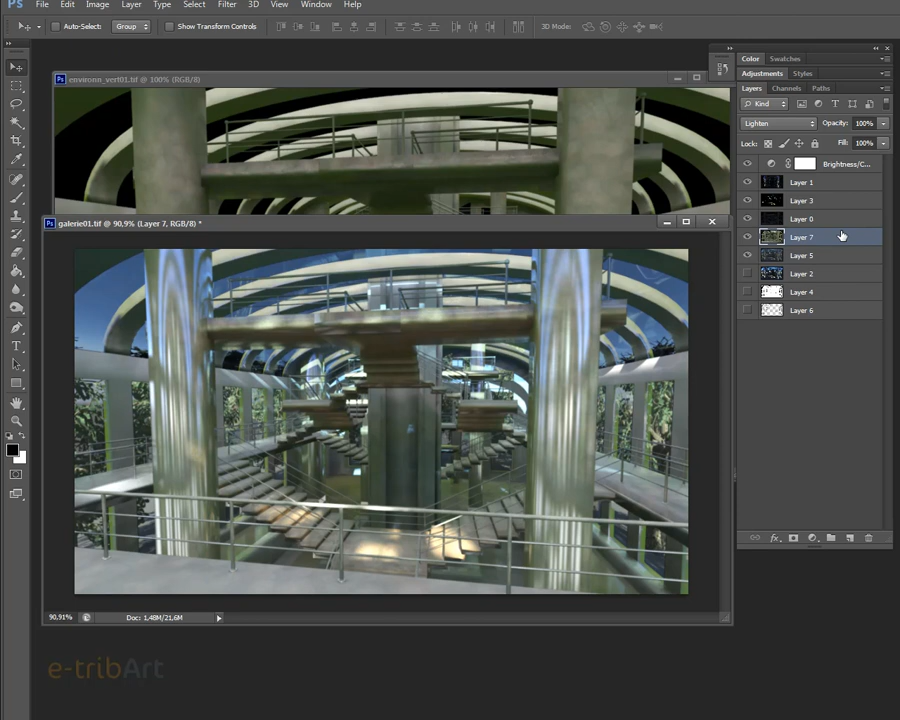 Ps File Edit Image Layer Type Select Filter 3D View Window Help
Auto-Select: Group Show Transform Controls 3D Mode:
environn_vert01.tif @ 100% (RGB/8)
Color Swatches
Adjustments Styles
Layers Channels Paths
Kind
Lighten Opacity: 100%
Lock: Fill: 100%
Brightness/C...
Layer 1
Layer 3
Layer 0
Ps galerie01.tif @ 90,9% (Layer 7, RGB/8) *
Layer 7
Layer 5
Layer 2
Layer 4
Layer 6
90,91% Doc: 1,48M/21,6M
e-tribArt